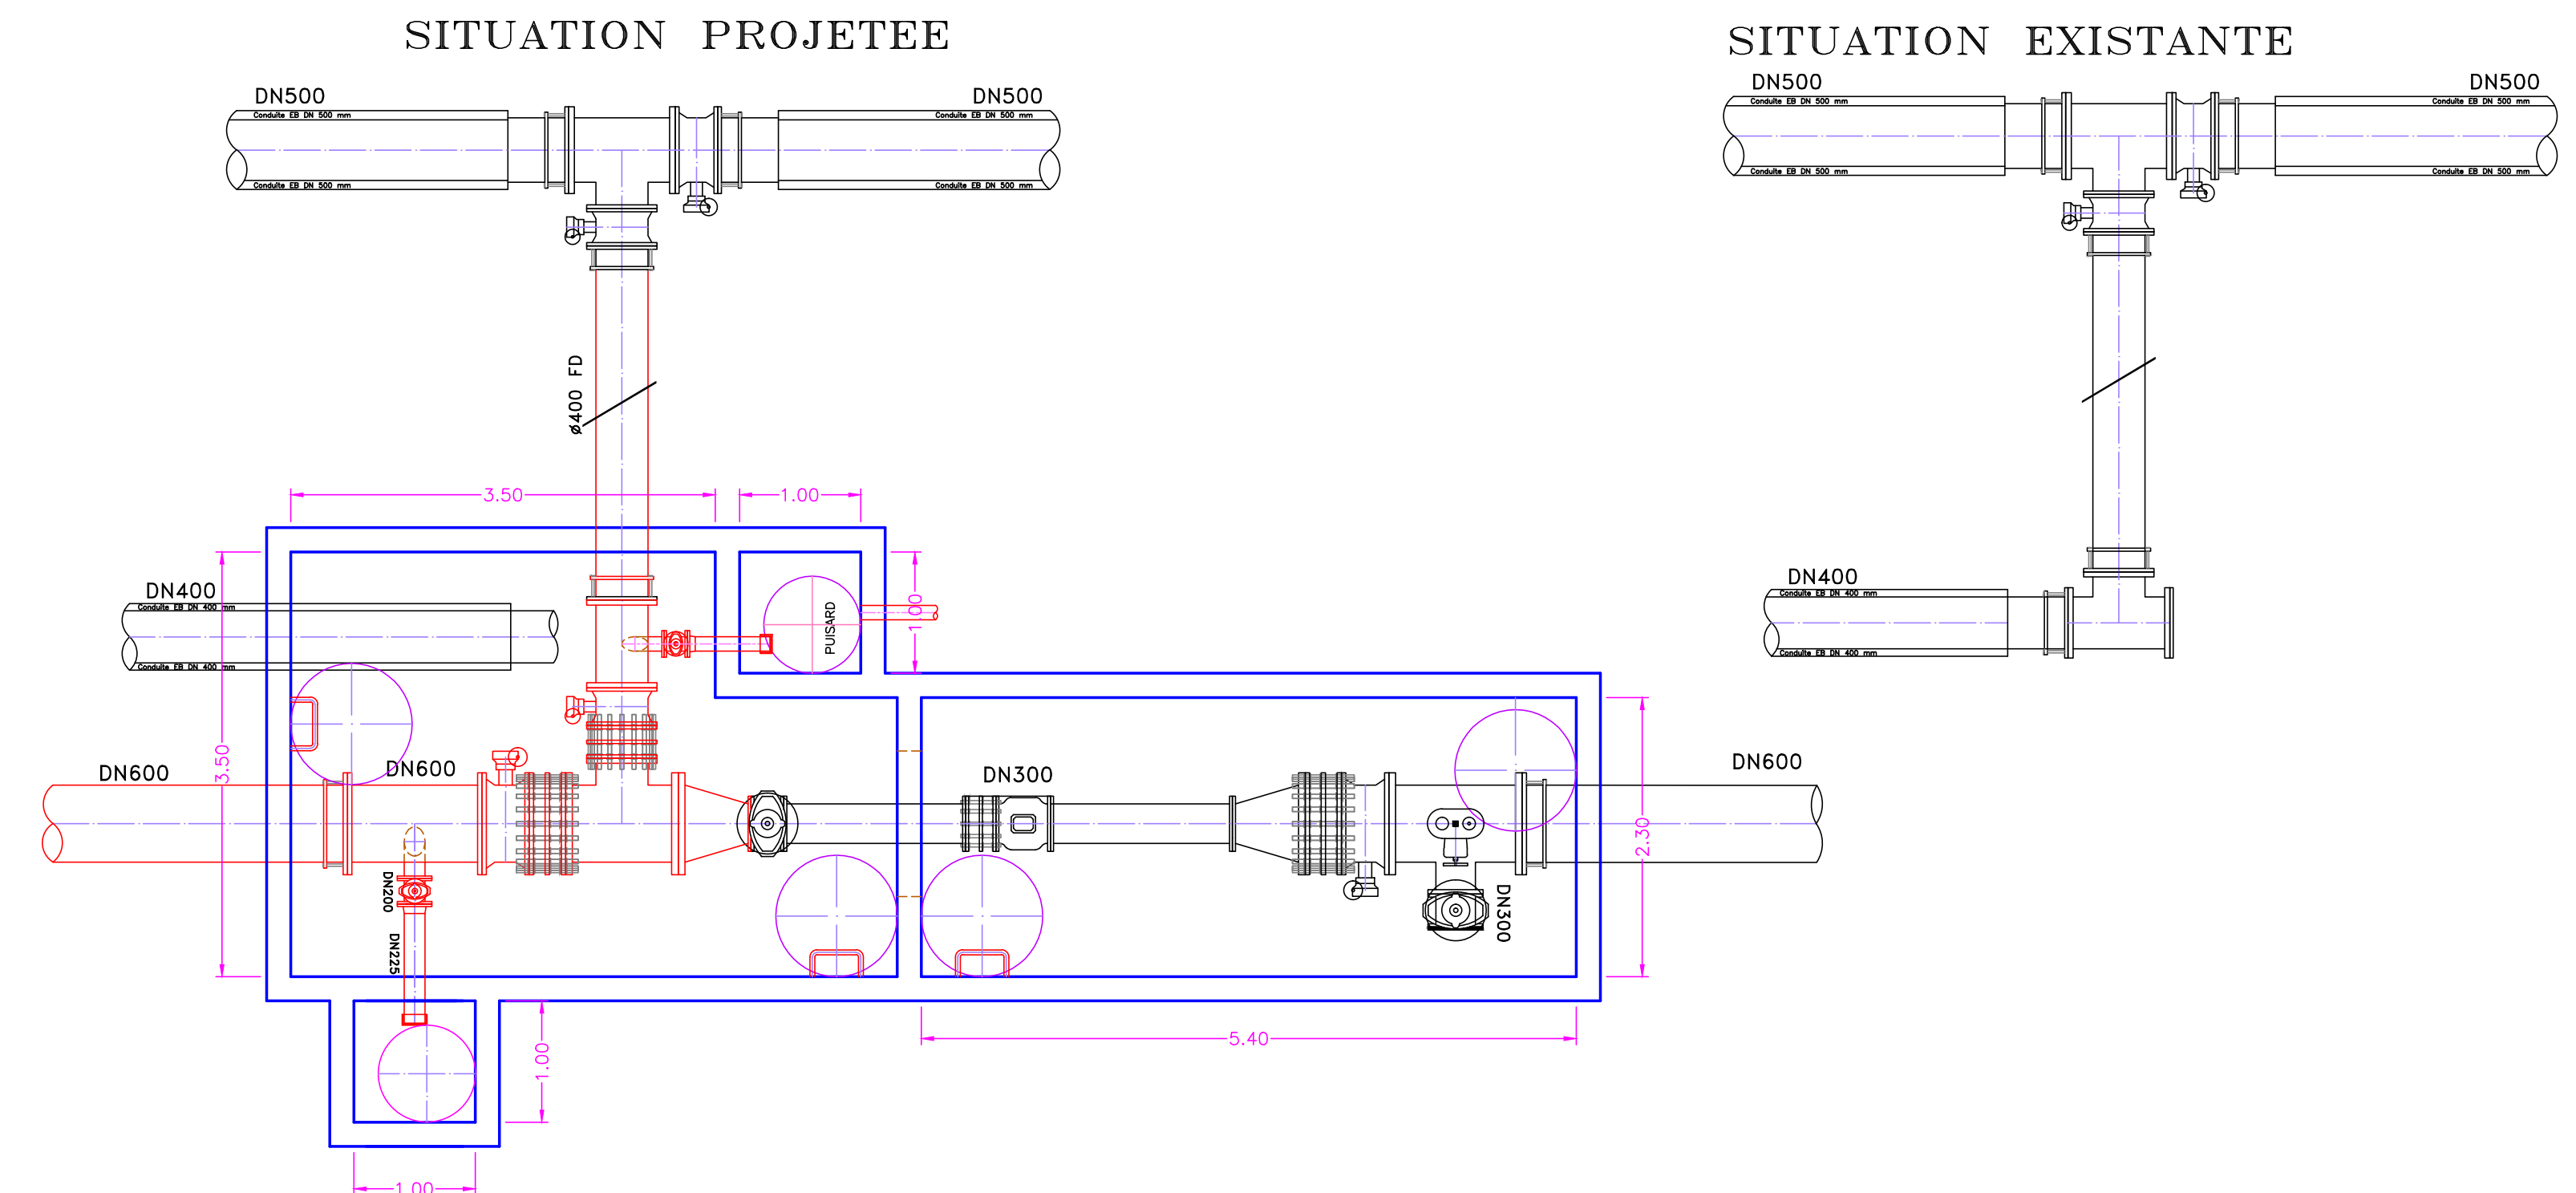 SITUATION PROJETEE
SITUATION EXISTANTE
DN500
DN500
Conduite EB DN 500 mm
Conduite EB DN 500 mm
Conduite EB DN 500 mm
Conduite EB DN 500 mm
DN500
DN500
Conduite EB DN 500 mm
Conduite EB DN 500 mm
Conduite EB DN 500 mm
Conduite EB DN 500 mm
ø400 FD
3.50
1.00
DN400
Conduite EB DN 400 mm
Conduite EB DN 400 mm
DN400
Conduite EB DN 400 mm
Conduite EB DN 400 mm
PUISARD
1.00
3.50
DN600
DN600
DN300
DN600
2.30
DN200
DN225
DN300
5.40
1.00
1.00